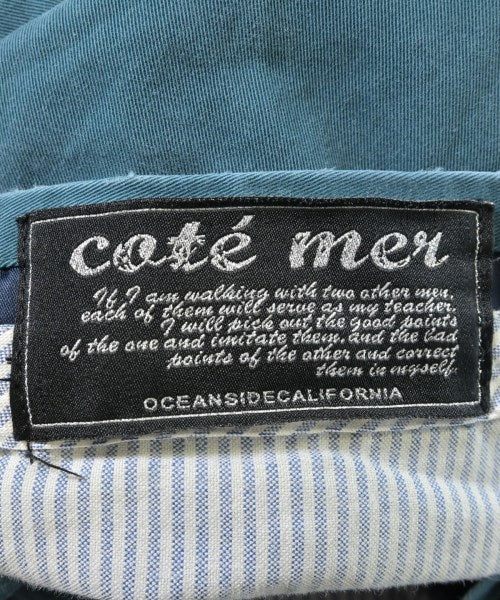 coté mer
If I am walking with two other men,
each of them will serve as my teacher.
I will pick out the good points
of the one and imitate them, and the bad
points of the other and correct
them in myself.
OCEANSIDECALIFORNIA